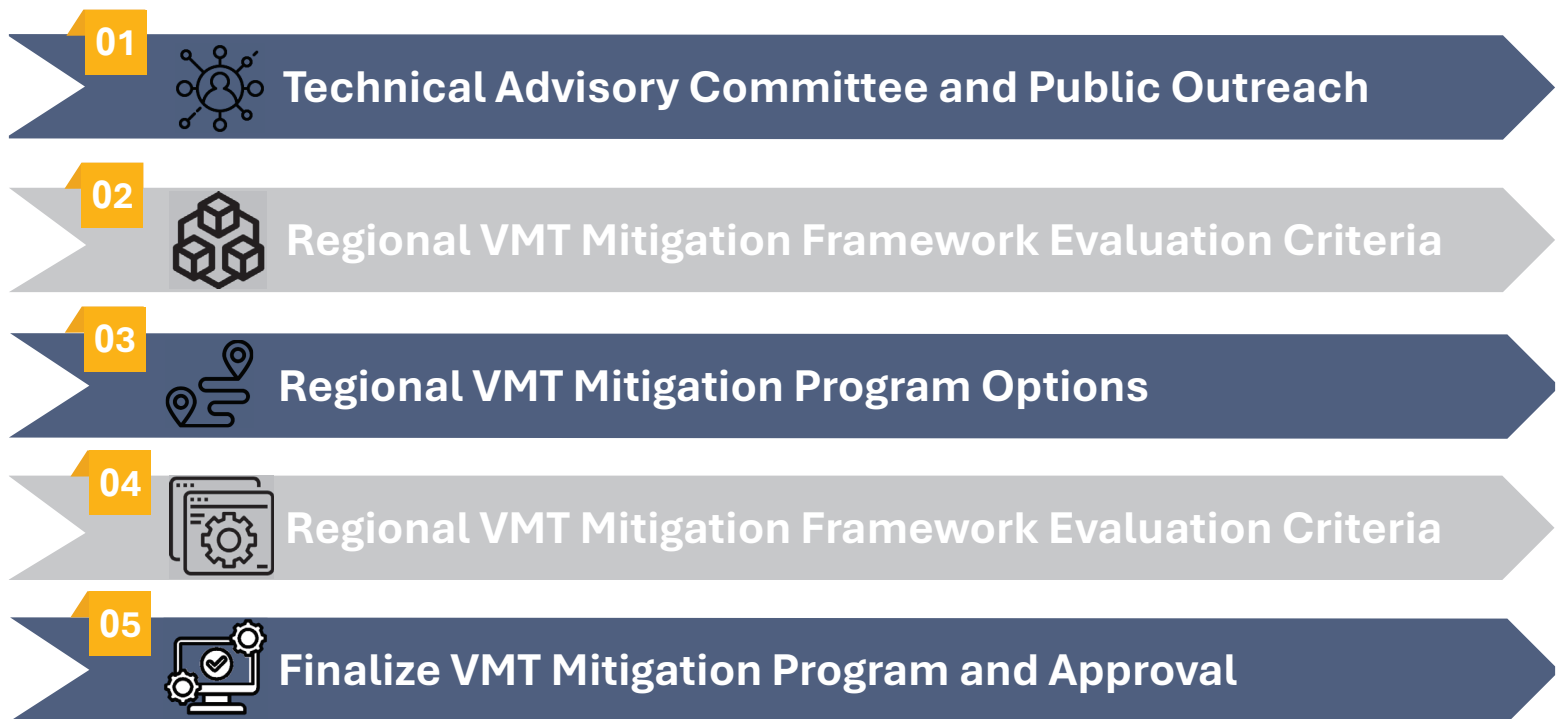 01
Technical Advisory Committee and Public Outreach
02
Regional VMT Mitigation Framework Evaluation Criteria
03
Regional VMT Mitigation Program Options
04
Regional VMT Mitigation Framework Evaluation Criteria
05
Finalize VMT Mitigation Program and Approval